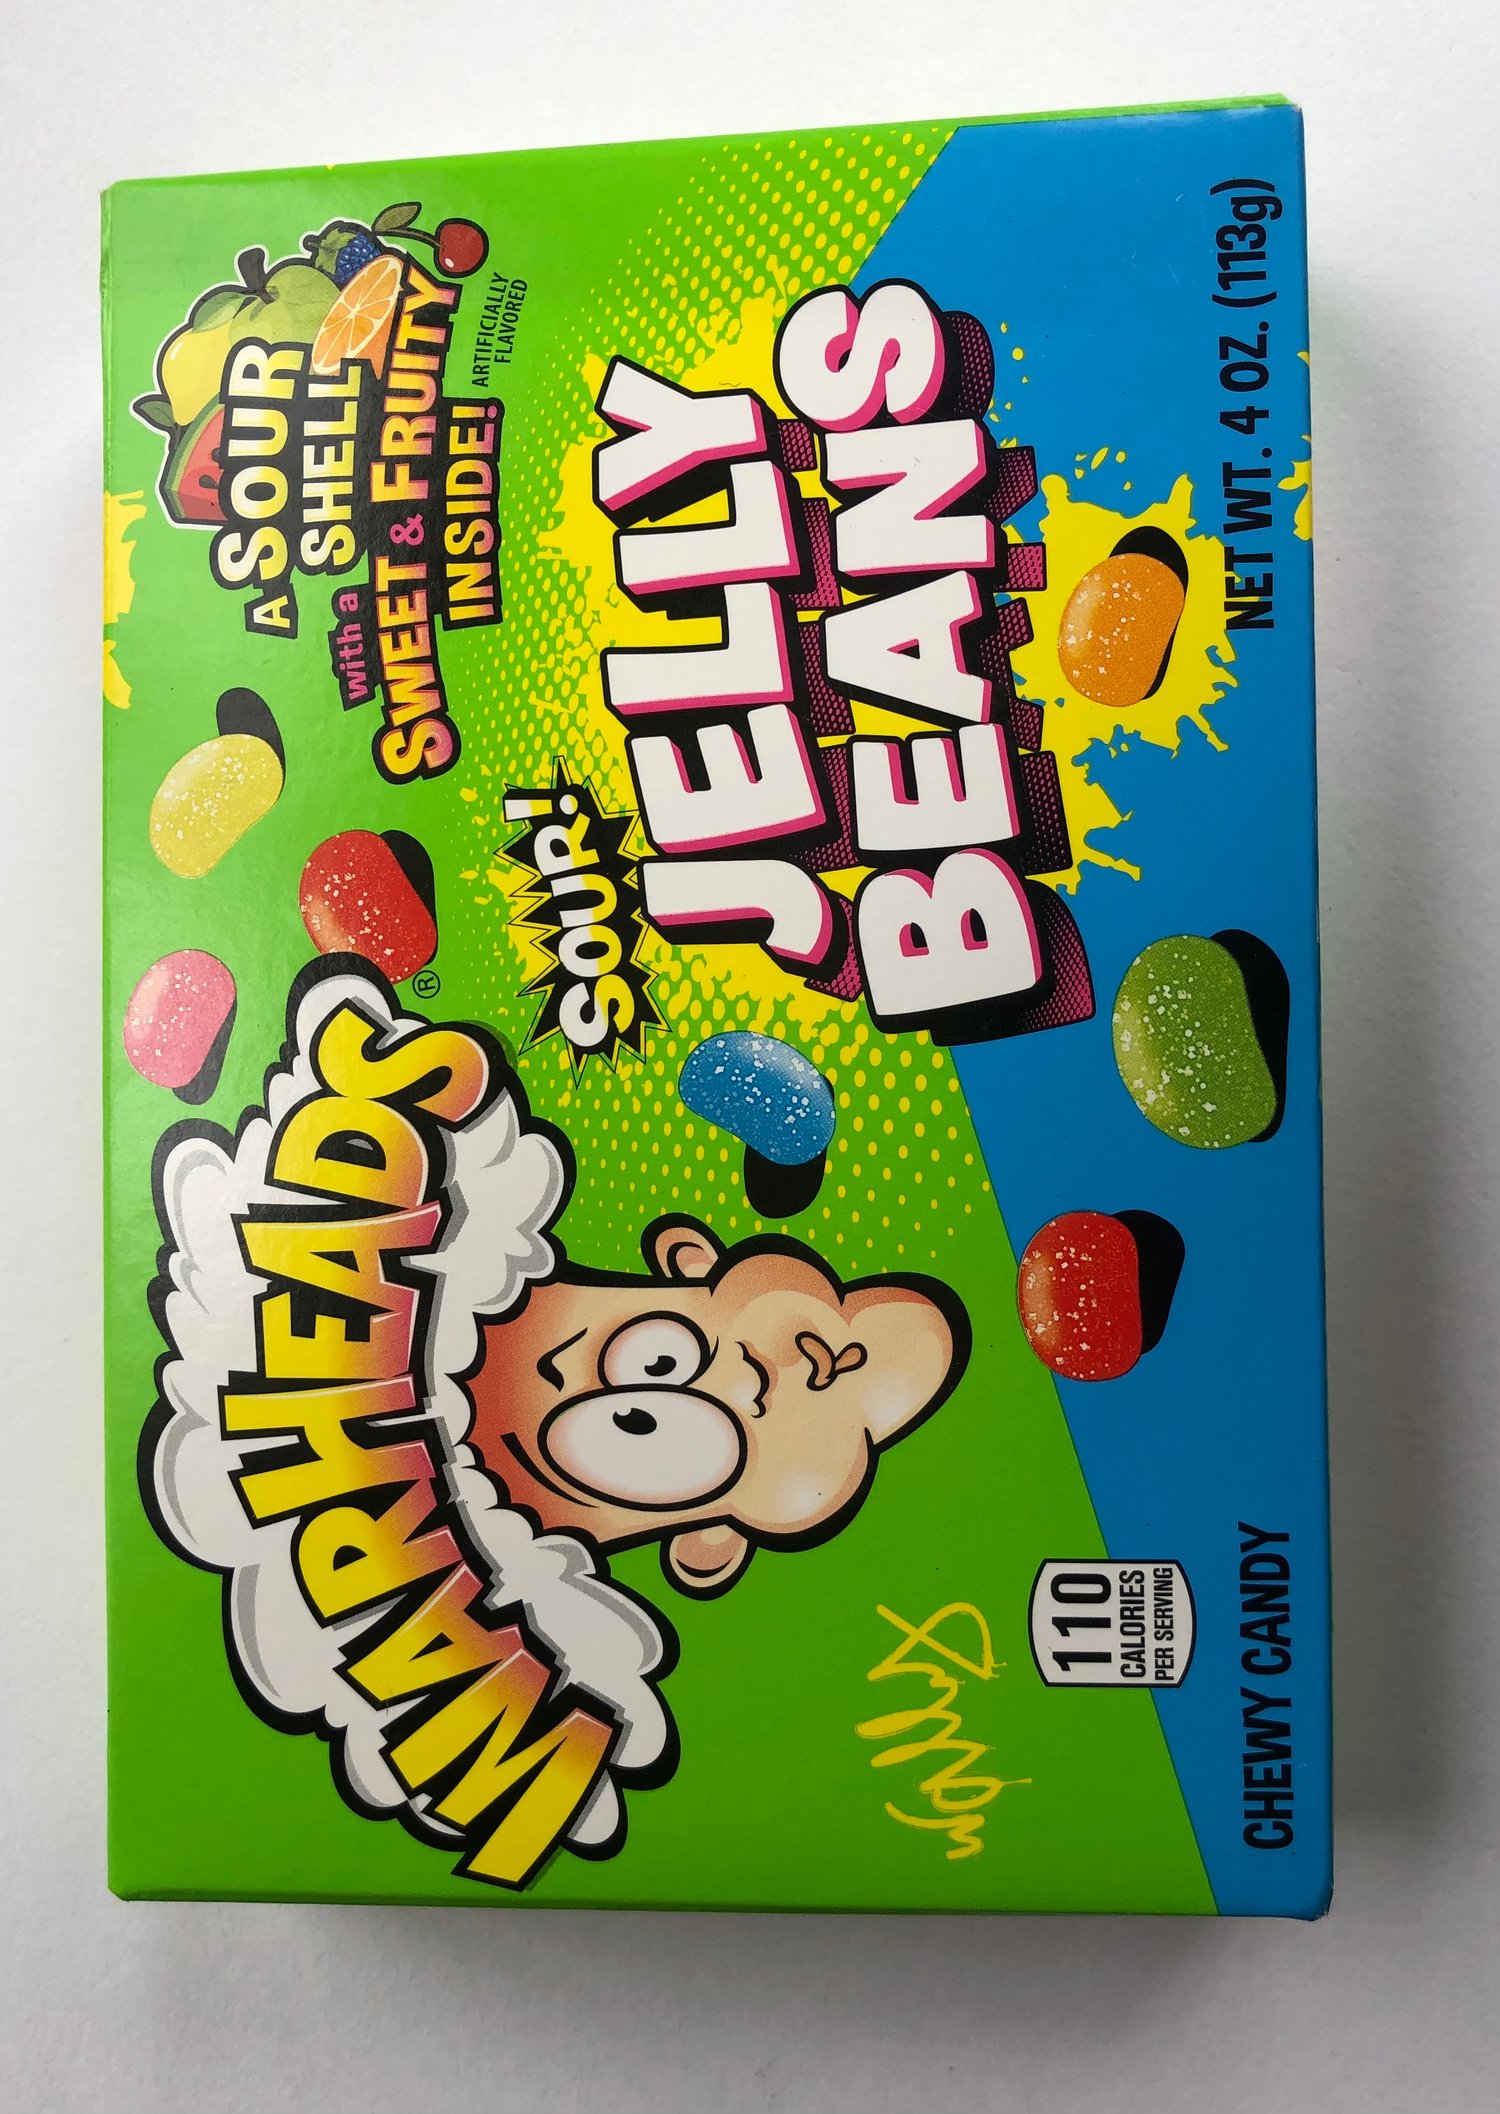 WARHEADS®
A SOUR
SHELL
with a
SWEET & FRUITY
INSIDE!
ARTIFICIALLY
FLAVORED
SOUR!
JELLY
BEANS
110
CALORIES
PER SERVING
CHEWY CANDY
NET WT. 4 OZ. (113g)